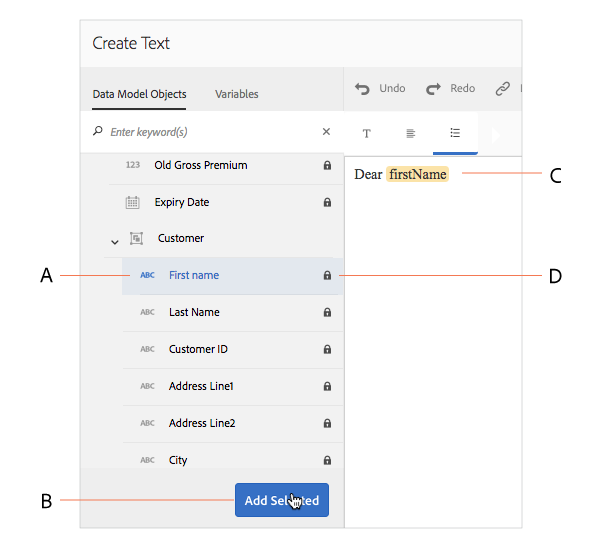 Create Text
Data Model Objects Variables
Undo Redo
Enter keyword(s)
T
123 Old Gross Premium
Expiry Date
Customer
ABC First name
ABC Last Name
ABC Customer ID
ABC Address Line1
ABC Address Line2
ABC City
Add Selected
Dear firstName
A
B
C
D